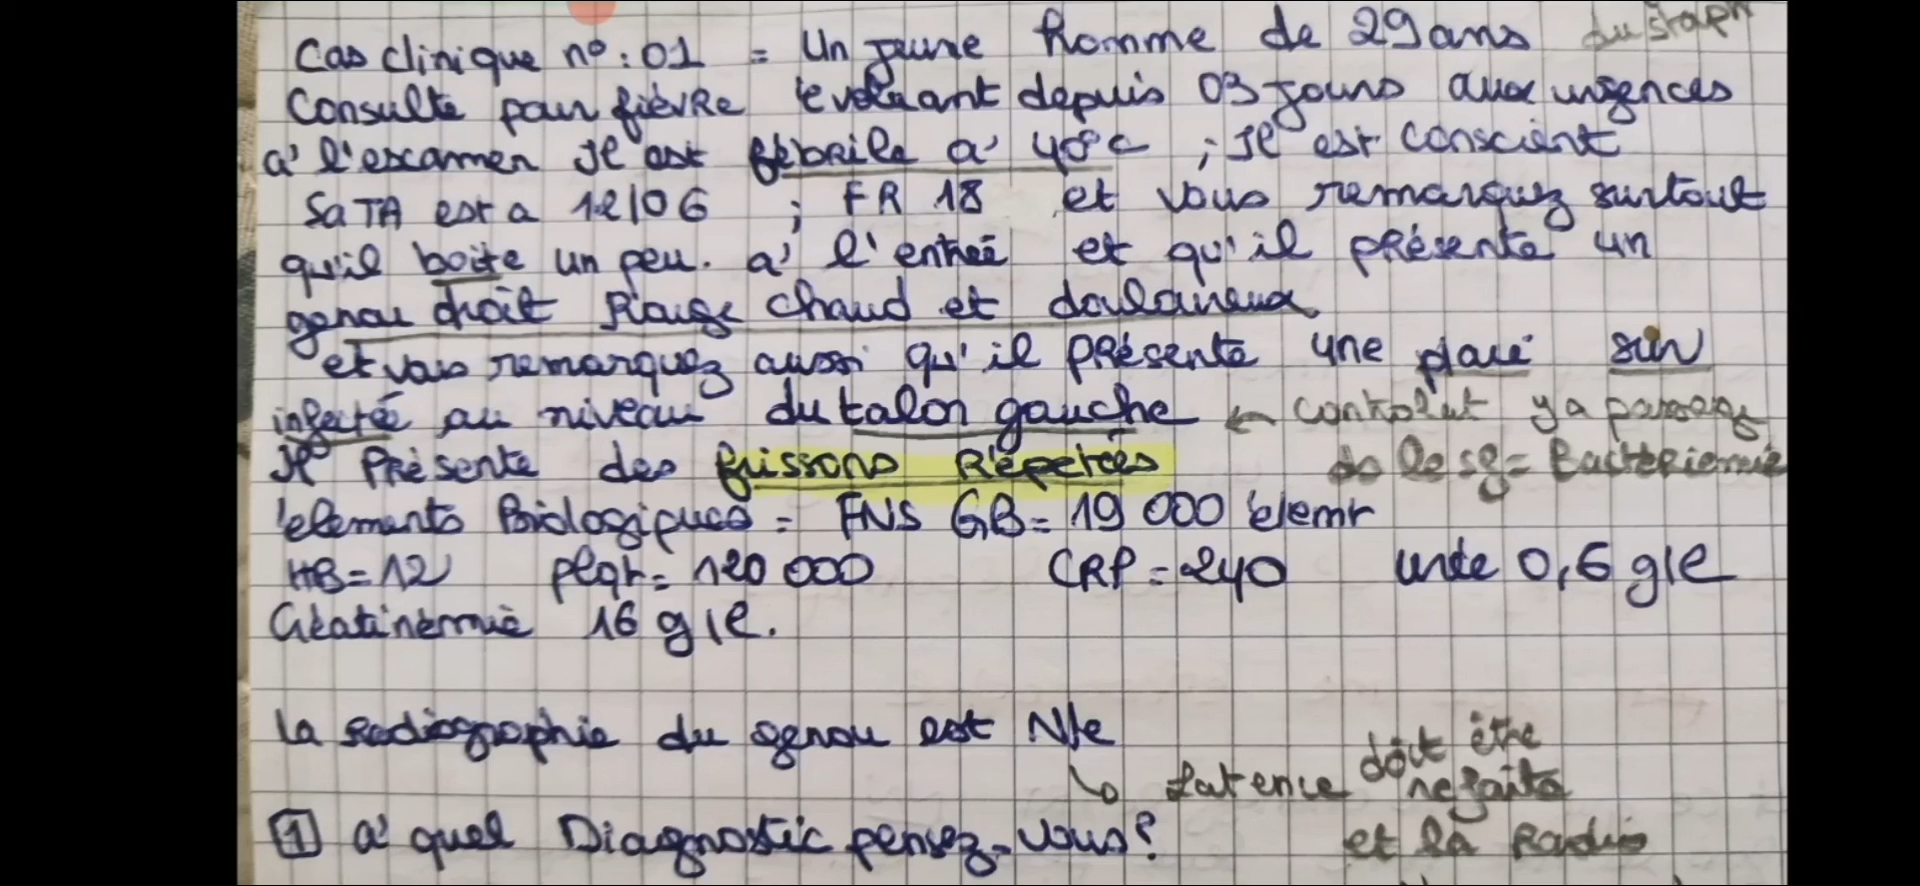 Cas clinique n°: 01 = Un jeune homme de 29 ans du staph
Consulte pour fièvRe évoluant depuis 03 Jours aux urgences
a' l'examen Il est fébrile a' 40°c ; Il est conscient
Sa TA est a 12/06 ; FR 18 et vous remarquez surtout
qu'il boite un peu. a' l'entrée et qu'il présente un
genou droit Rouge chaud et douloureux
et vous remarquez aussi qu'il présente une plaie sur
infectée au niveau du talon gauche ← y a passage
Il Présente des frissons Répétées do le sg = Bactériemie
élements Biologiques = FNS GB = 19 000 élemt
HB = 12 plqt = 120 000 CRP = 240 urée 0,6 g/l
Créatinémie 16 g/l.
la Radiographie du genou est Nle
↳ Latence doit être
refaite
1 a' quel Diagnostic pensez-vous? et la Radio